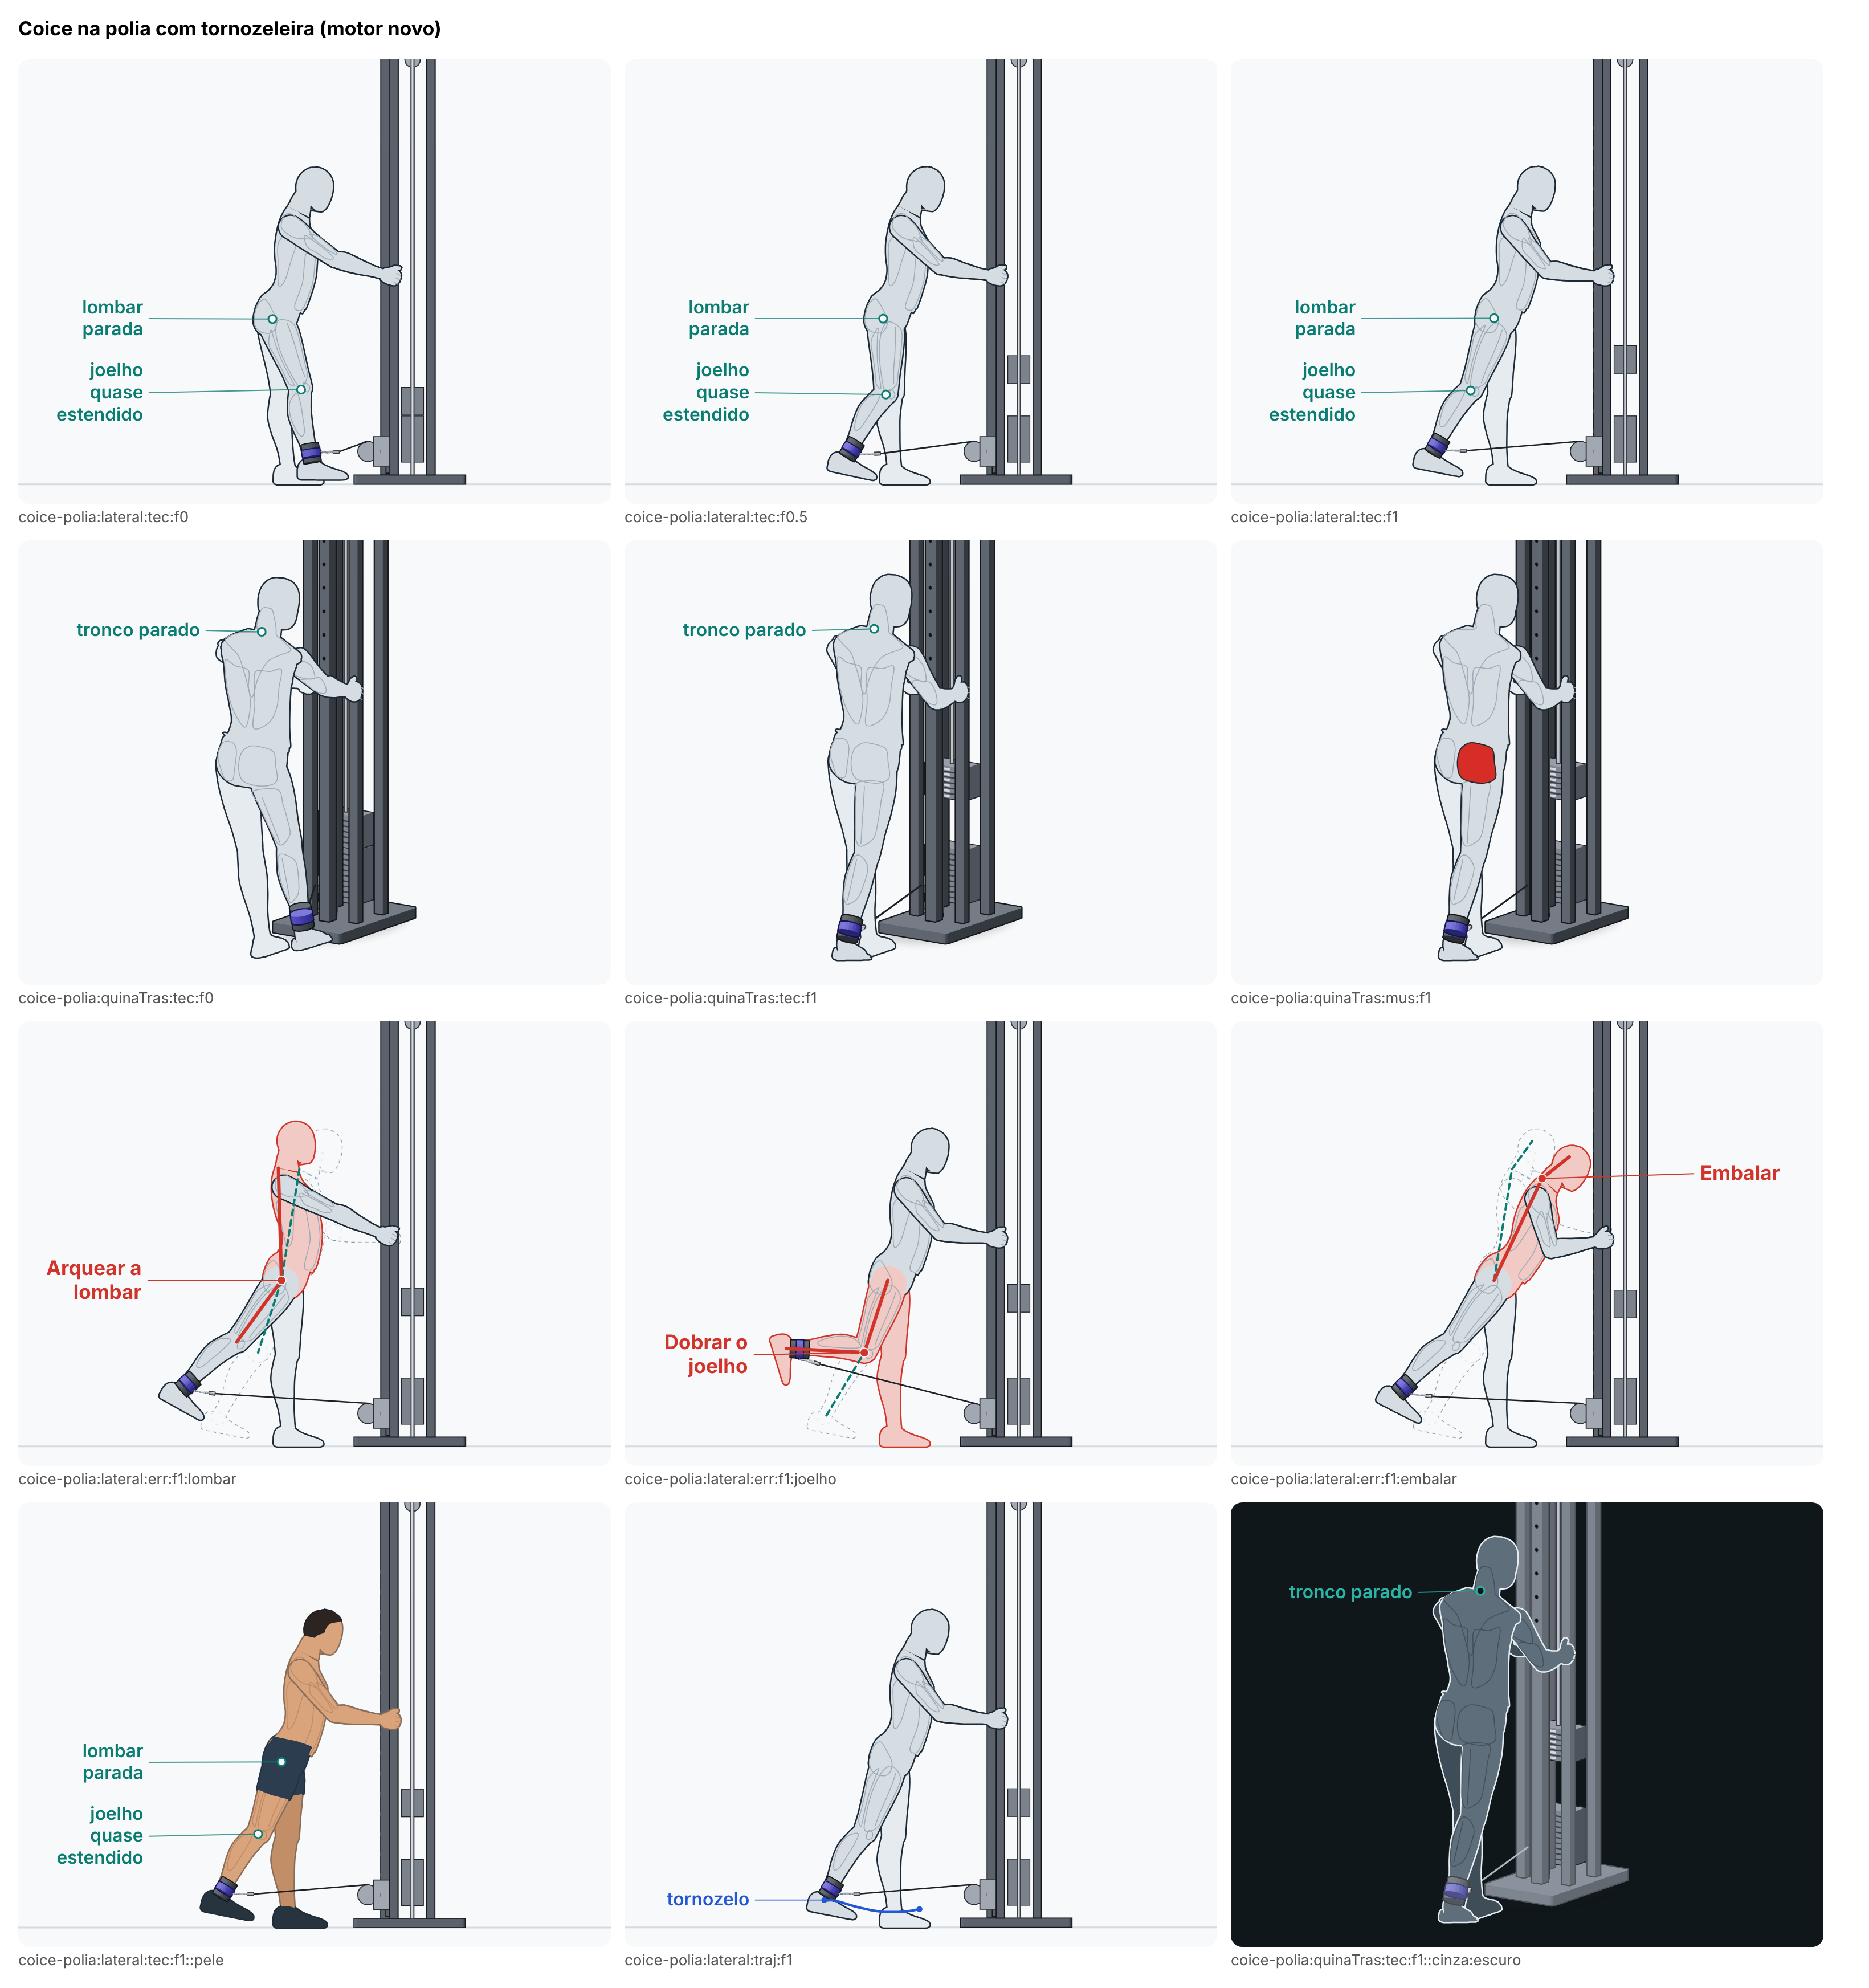 Coice na polia com tornozeleira (motor novo)
lombar
parada
joelho
quase
estendido
coice-polia:lateral:tec:f0
lombar
parada
joelho
quase
estendido
coice-polia:lateral:tec:f0.5
lombar
parada
joelho
quase
estendido
coice-polia:lateral:tec:f1
tronco parado
coice-polia:quinaTras:tec:f0
tronco parado
coice-polia:quinaTras:tec:f1
coice-polia:quinaTras:mus:f1
Arquear a
lombar
coice-polia:lateral:err:f1:lombar
Dobrar o
joelho
coice-polia:lateral:err:f1:joelho
Embalar
coice-polia:lateral:err:f1:embalar
lombar
parada
joelho
quase
estendido
coice-polia:lateral:tec:f1::pele
tornozelo
coice-polia:lateral:traj:f1
tronco parado
coice-polia:quinaTras:tec:f1::cinza:escuro